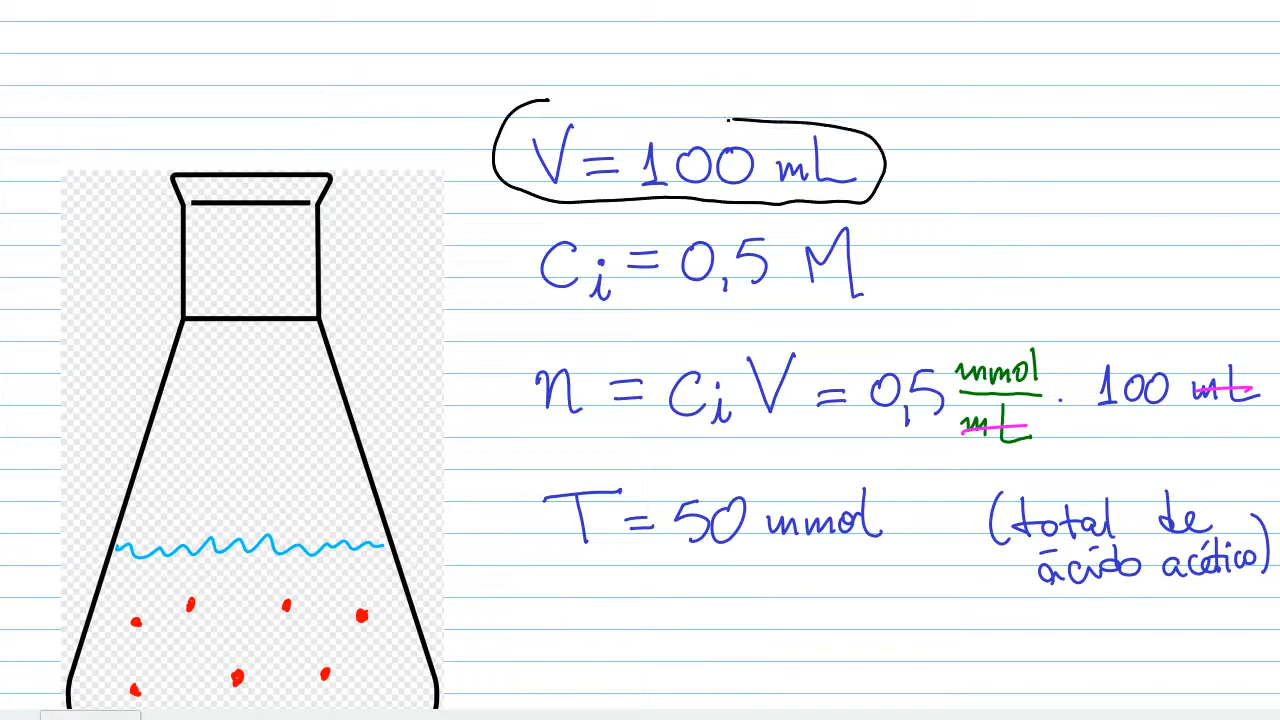 V = 100 mL
Ci = 0,5 M
n = Ci V = 0,5 mmol/mL · 100 mL
T = 50 mmol (total de
ácido acético)